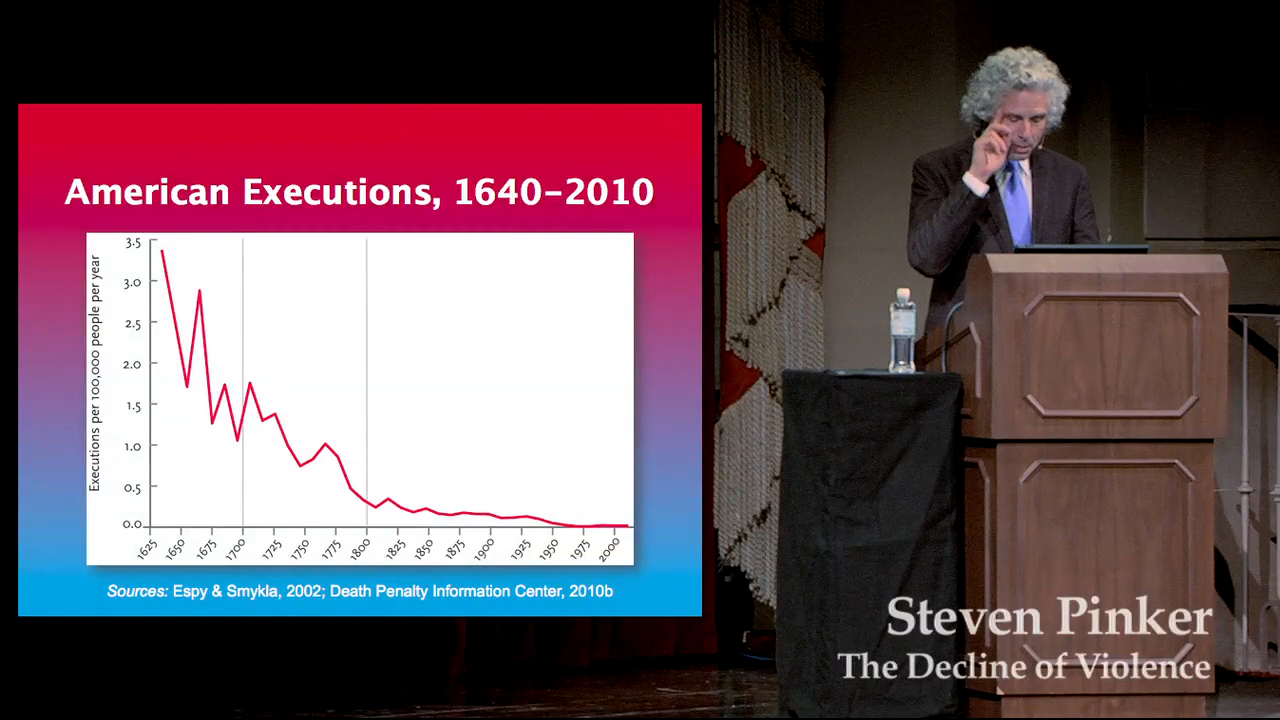 American Executions, 1640–2010
Executions per 100,000 people per year
3.5
3.0
2.5
2.0
1.5
1.0
0.5
0.0
1625 1650 1675 1700 1725 1750 1775 1800 1825 1850 1875 1900 1925 1950 1975 2000
Sources: Espy & Smykla, 2002; Death Penalty Information Center, 2010b
Steven Pinker
The Decline of Violence